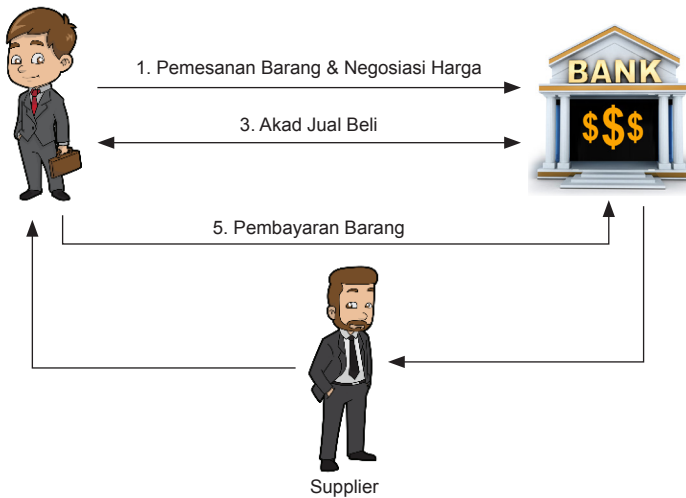 1. Pemesanan Barang & Negosiasi Harga
BANK
$$$
3. Akad Jual Beli
5. Pembayaran Barang
Supplier